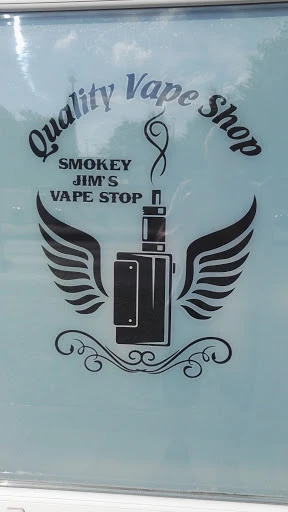 Quality Vape Shop
SMOKEY
JIM'S
VAPE STOP